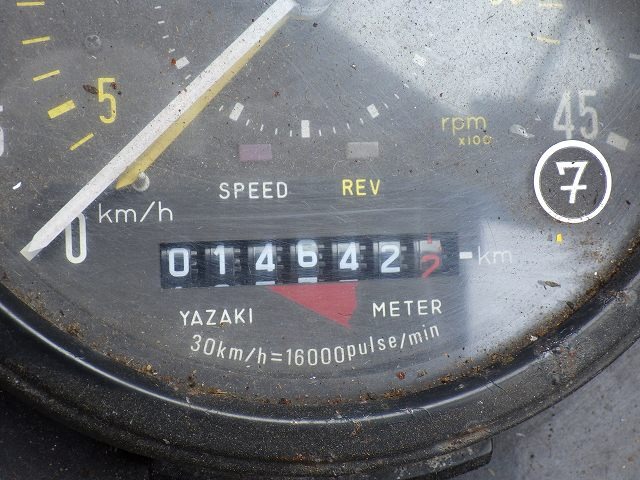 5
45
rpm
x100
7
SPEED REV
0 km/h
0146422 km
YAZAKI METER
30km/h=16000pulse/min